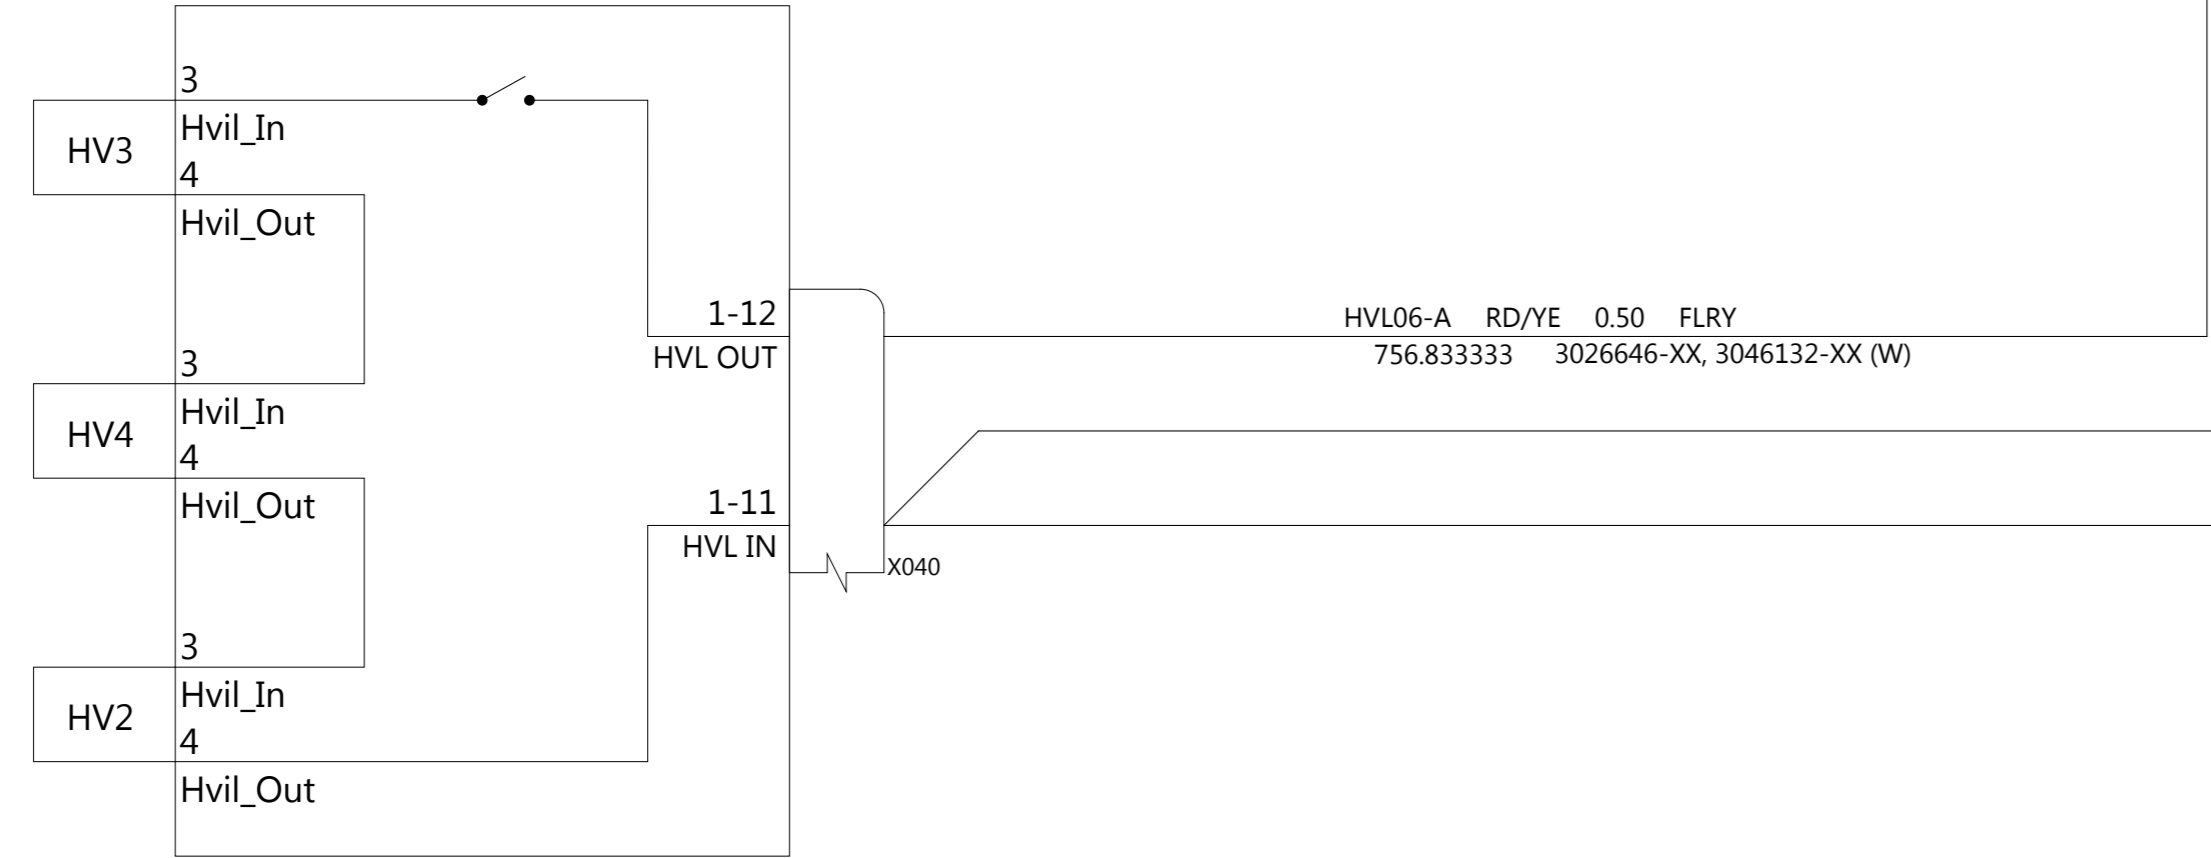 3
Hvil_In
HV3
4
Hvil_Out
1-12
HVL OUT
HVL06-A RD/YE 0.50 FLRY
756.833333 3026646-XX, 3046132-XX (W)
3
Hvil_In
HV4
4
Hvil_Out
1-11
HVL IN
X040
3
Hvil_In
HV2
4
Hvil_Out